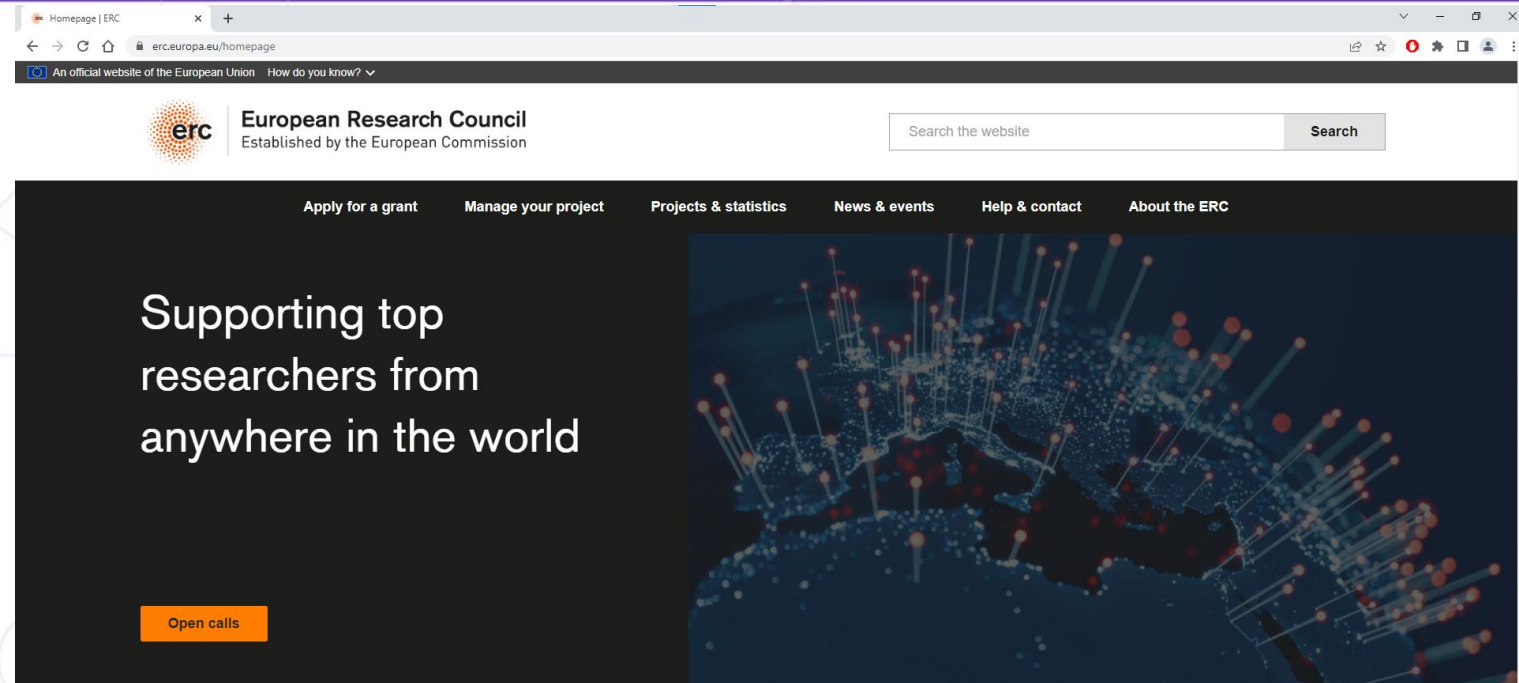 Homepage | ERC
erc.europa.eu/homepage
An official website of the European Union How do you know?
erc
European Research Council
Established by the European Commission
Search the website
Search
Apply for a grant
Manage your project
Projects & statistics
News & events
Help & contact
About the ERC
Supporting top
researchers from
anywhere in the world
Open calls